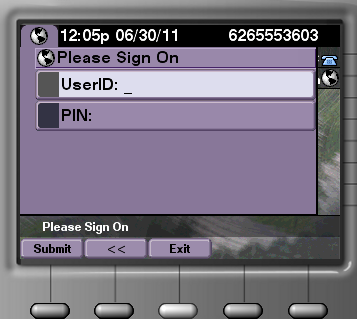 12:05p 06/30/11 6265553603
Please Sign On
UserID: _
PIN:
Please Sign On
Submit << Exit